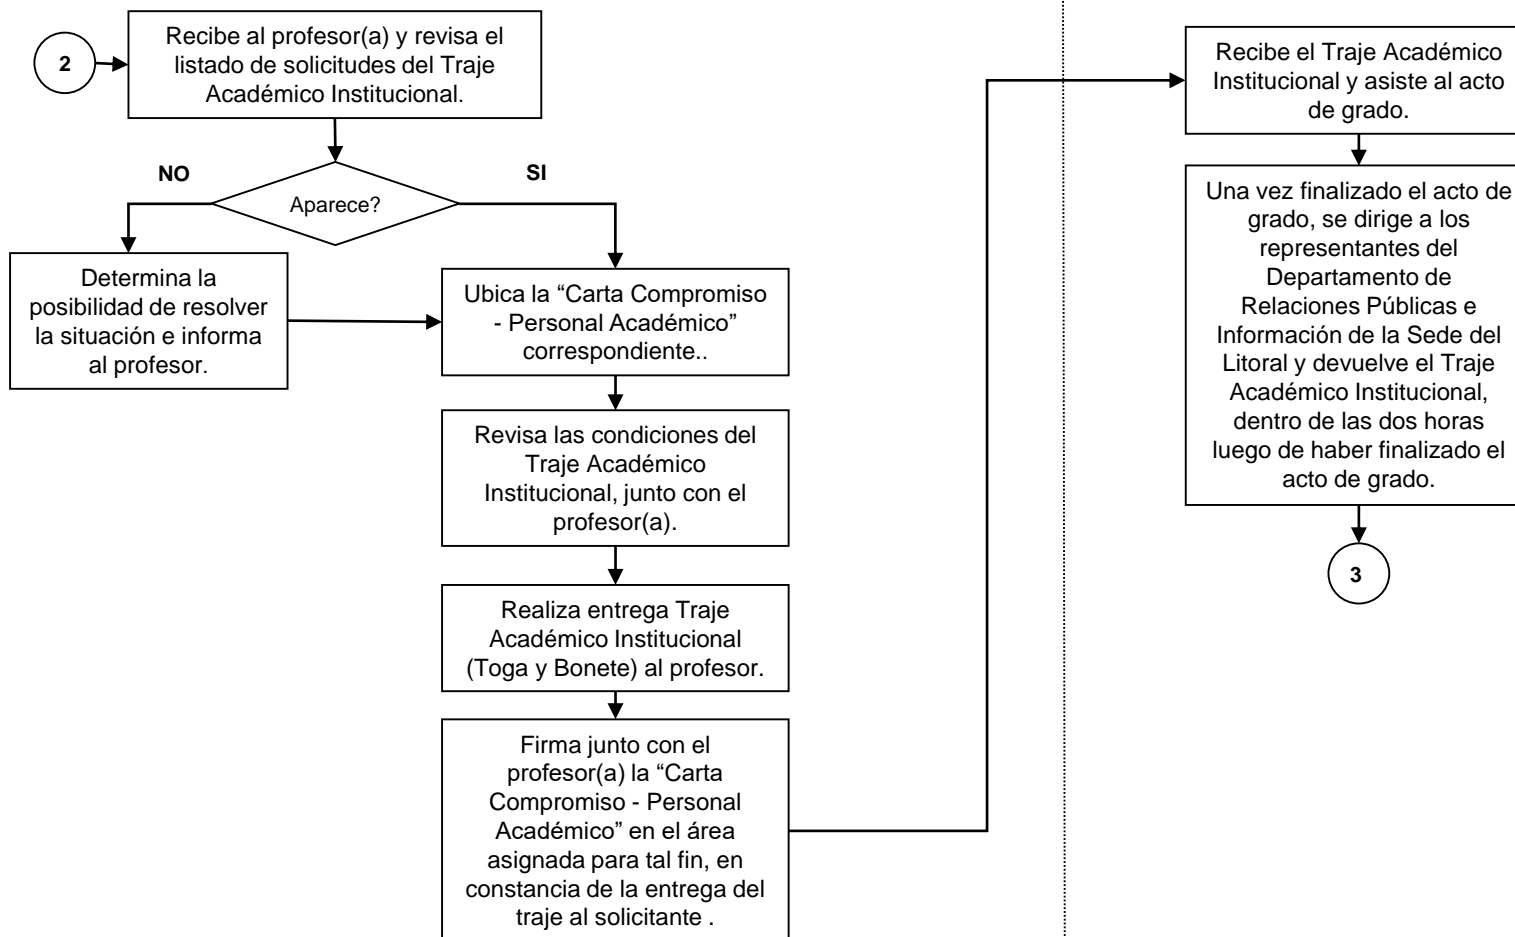 2
Recibe al profesor(a) y revisa el
listado de solicitudes del Traje
Académico Institucional.
NO
SI
Aparece?
Determina la
posibilidad de resolver
la situación e informa
al profesor.
Ubica la “Carta Compromiso
- Personal Académico”
correspondiente..
Revisa las condiciones del
Traje Académico
Institucional, junto con el
profesor(a).
Realiza entrega Traje
Académico Institucional
(Toga y Bonete) al profesor.
Firma junto con el
profesor(a) la “Carta
Compromiso - Personal
Académico” en el área
asignada para tal fin, en
constancia de la entrega del
traje al solicitante .
Recibe el Traje Académico
Institucional y asiste al acto
de grado.
Una vez finalizado el acto de
grado, se dirige a los
representantes del
Departamento de
Relaciones Públicas e
Información de la Sede del
Litoral y devuelve el Traje
Académico Institucional,
dentro de las dos horas
luego de haber finalizado el
acto de grado.
3